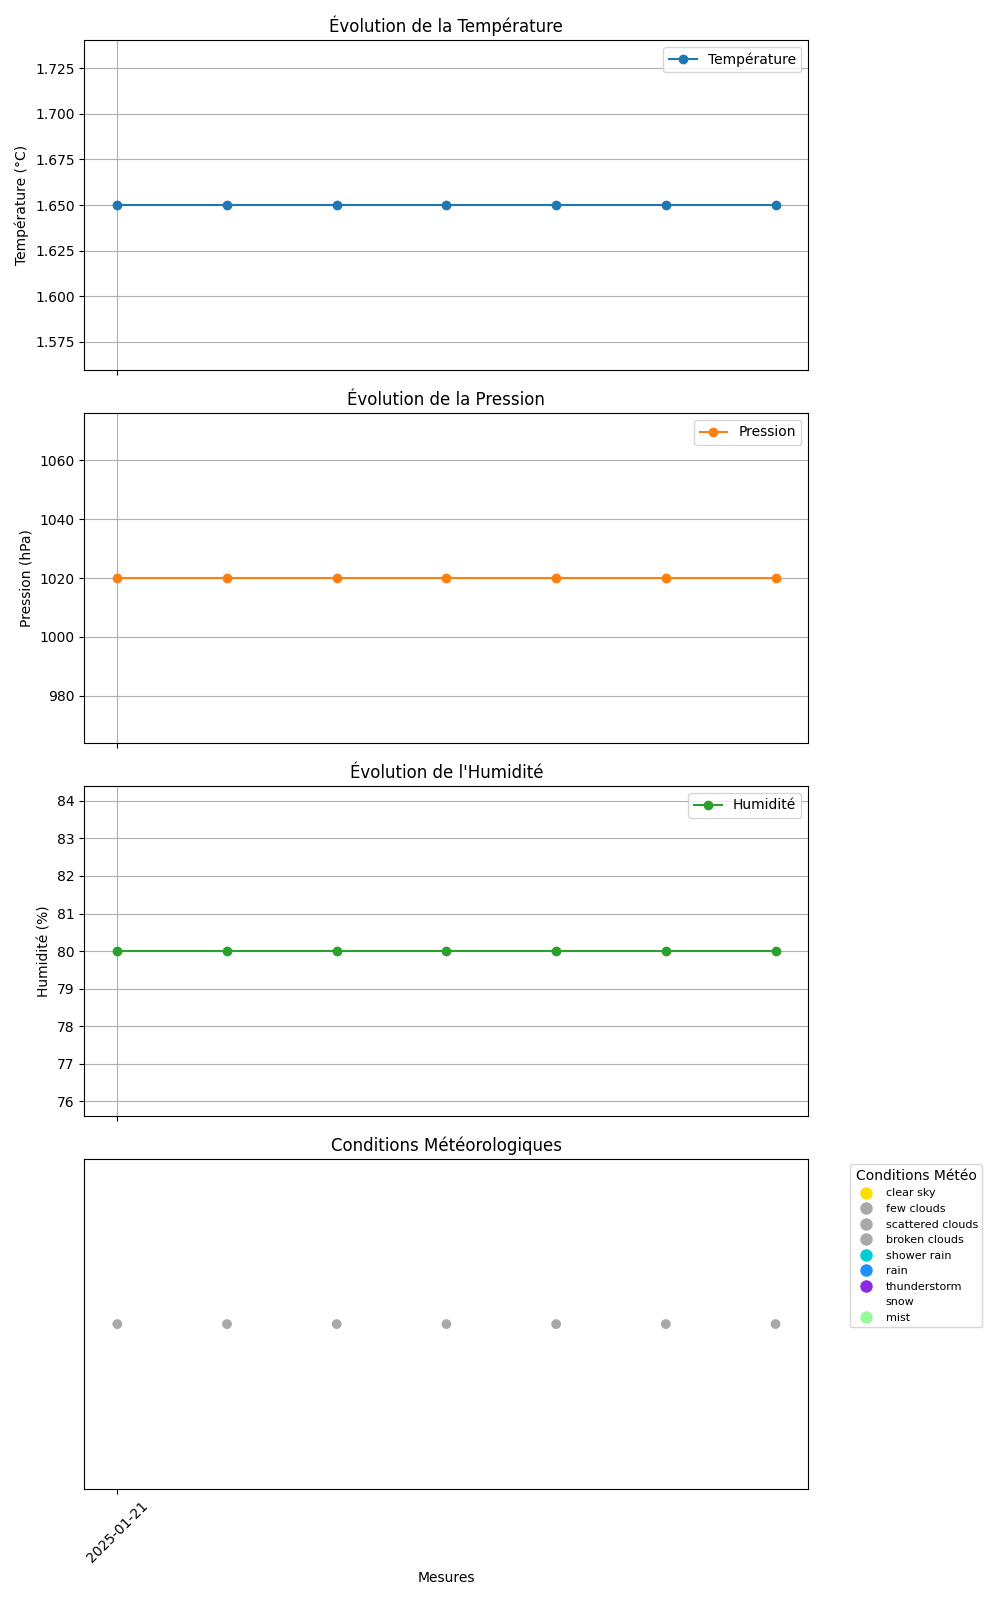 Évolution de la Température
Température
1.725
1.700
1.675
1.650
1.625
1.600
1.575
Température (°C)
Évolution de la Pression
Pression
1060
1040
1020
1000
980
Pression (hPa)
Évolution de l'Humidité
Humidité
84
83
82
81
80
79
78
77
76
Humidité (%)
Conditions Météorologiques
Conditions Météo
clear sky
few clouds
scattered clouds
broken clouds
shower rain
rain
thunderstorm
snow
mist
2025-01-21
Mesures